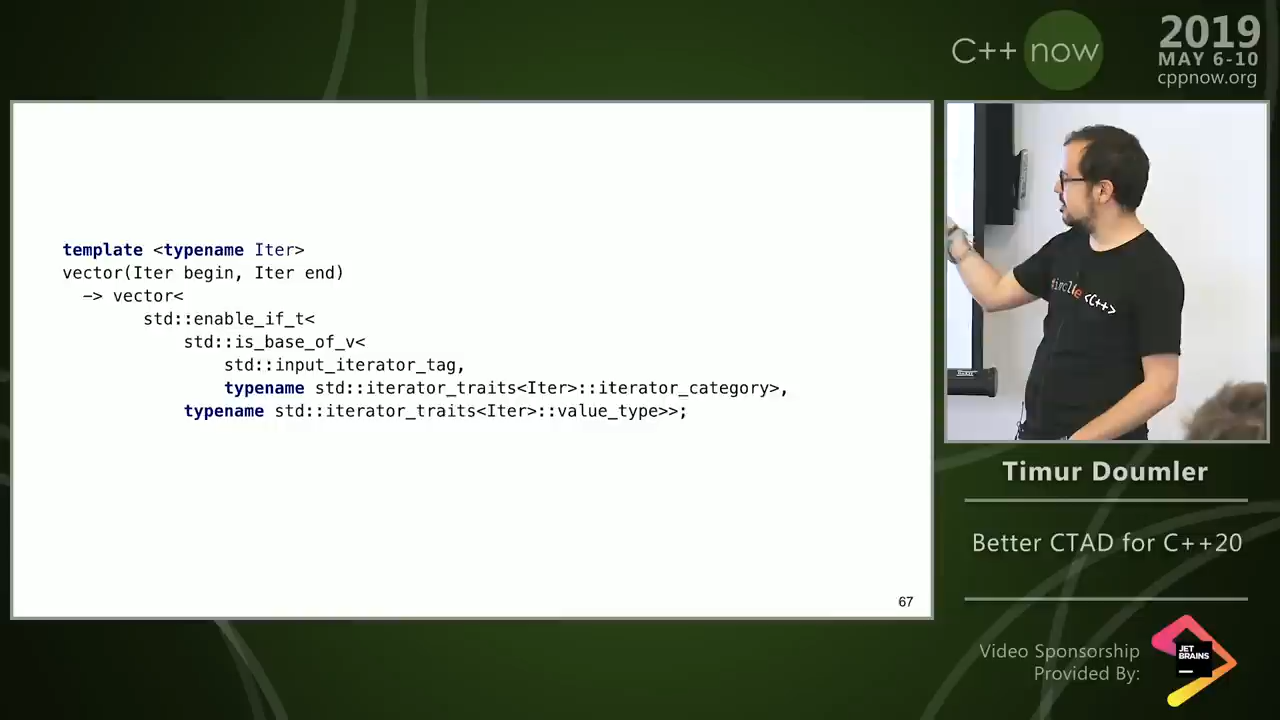 C++ now
2019
MAY 6-10
cppnow.org
template <typename Iter>
vector(Iter begin, Iter end)
-> vector<
std::enable_if_t<
std::is_base_of_v<
std::input_iterator_tag,
typename std::iterator_traits<Iter>::iterator_category>,
typename std::iterator_traits<Iter>::value_type>>;
67
<C++>
Timur Doumler
Better CTAD for C++20
Video Sponsorship
Provided By:
JET
BRAINS